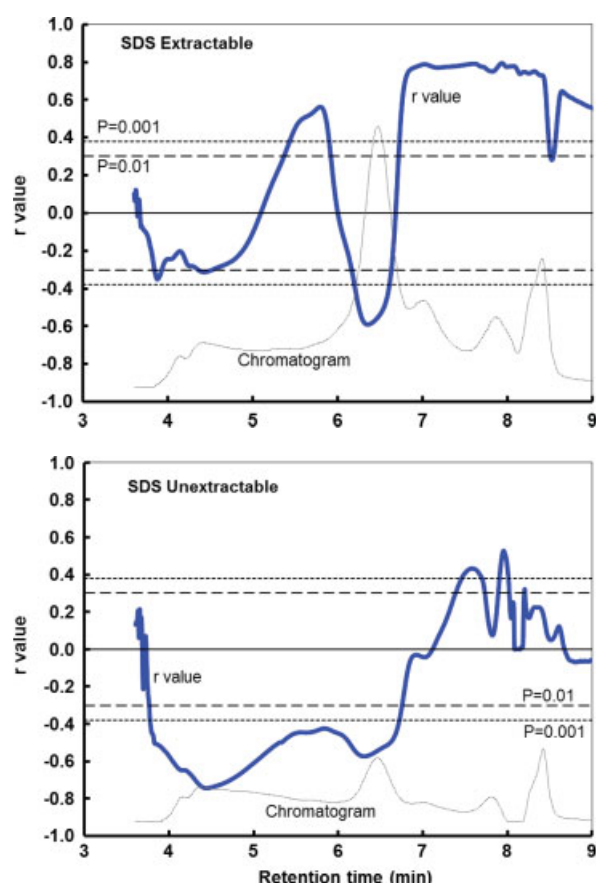 1.0
SDS Extractable
0.8
r value
0.6
P=0.001
0.4
P=0.01
0.2
r value
0.0
-0.2
-0.4
-0.6
Chromatogram
-0.8
-1.0
3 4 5 6 7 8 9
1.0
SDS Unextractable
0.8
0.6
0.4
0.2
r value
0.0
r value
-0.2
P=0.01
-0.4
P=0.001
-0.6
-0.8
Chromatogram
-1.0
3 4 5 6 7 8 9
Retention time (min)